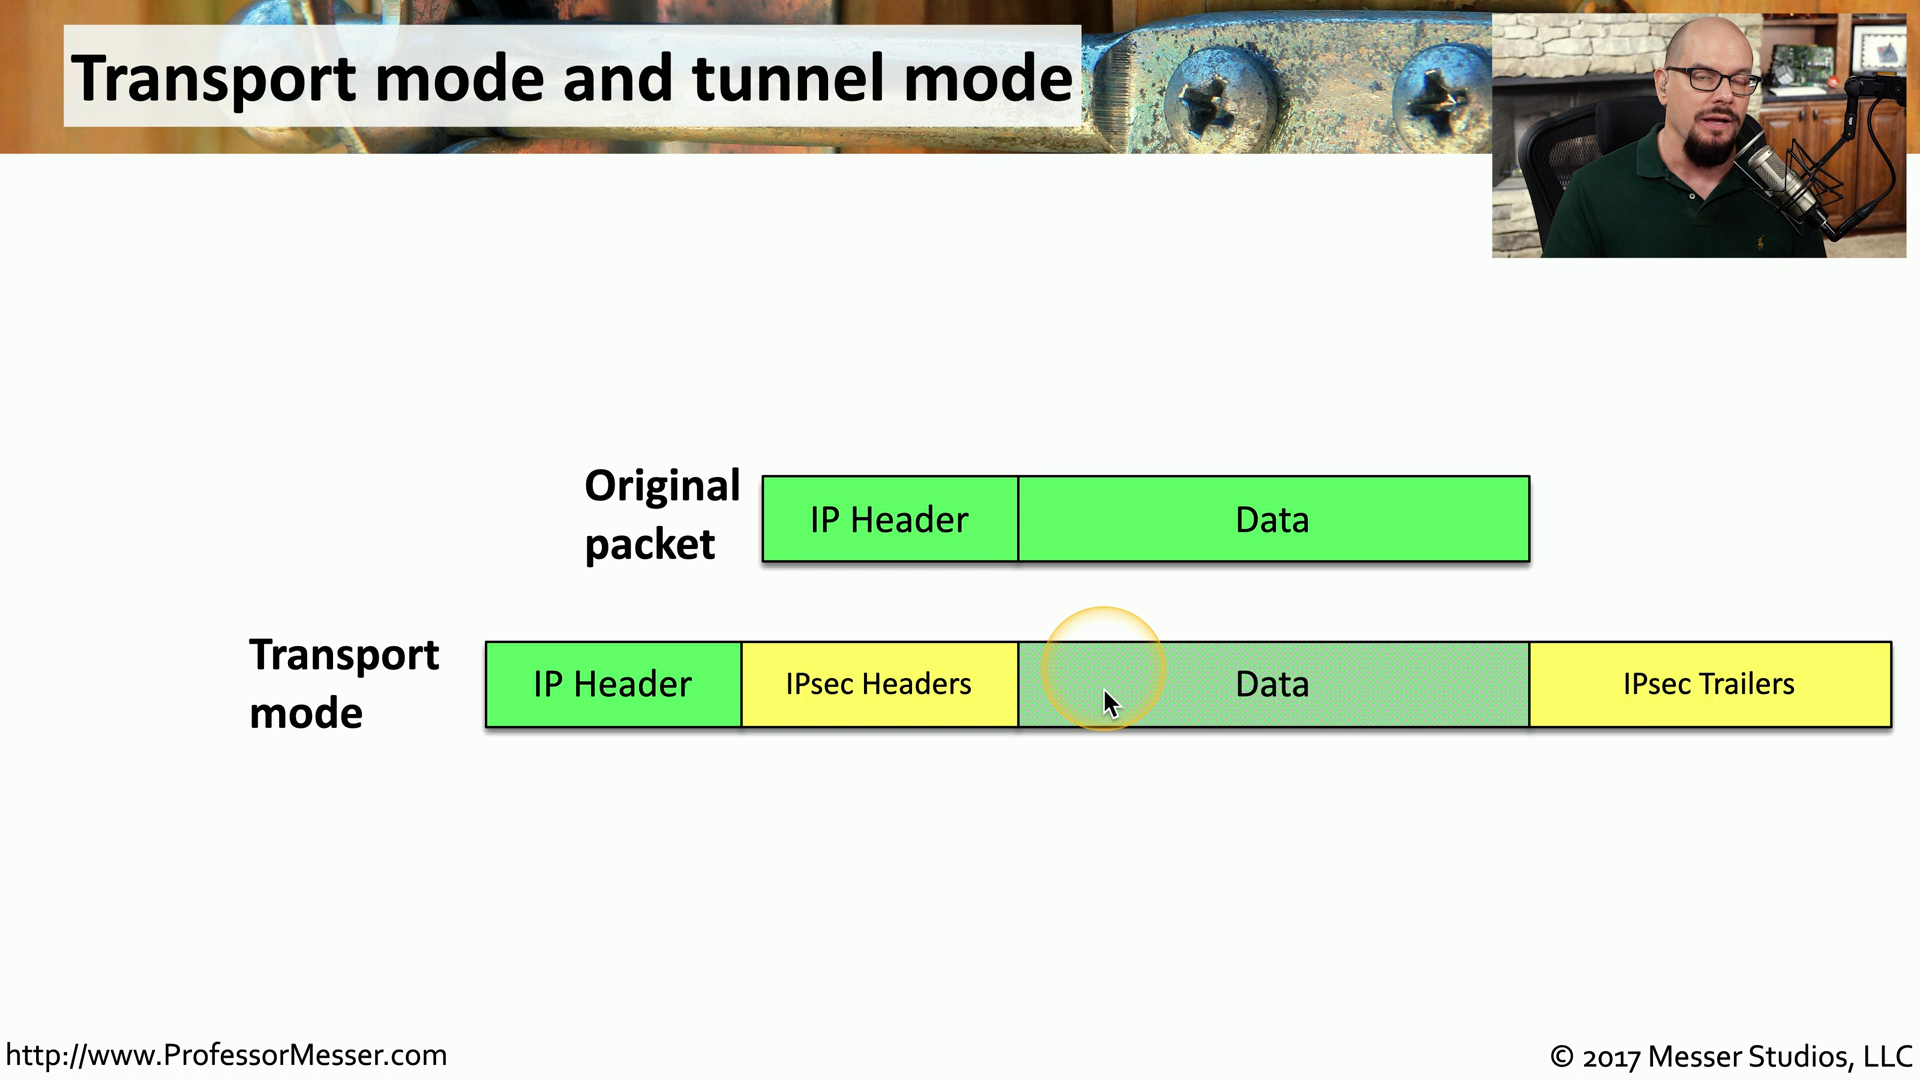 Transport mode and tunnel mode
Original
packet
IP Header
Data
Transport
mode
IP Header
IPsec Headers
Data
IPsec Trailers
http://www.ProfessorMesser.com
© 2017 Messer Studios, LLC